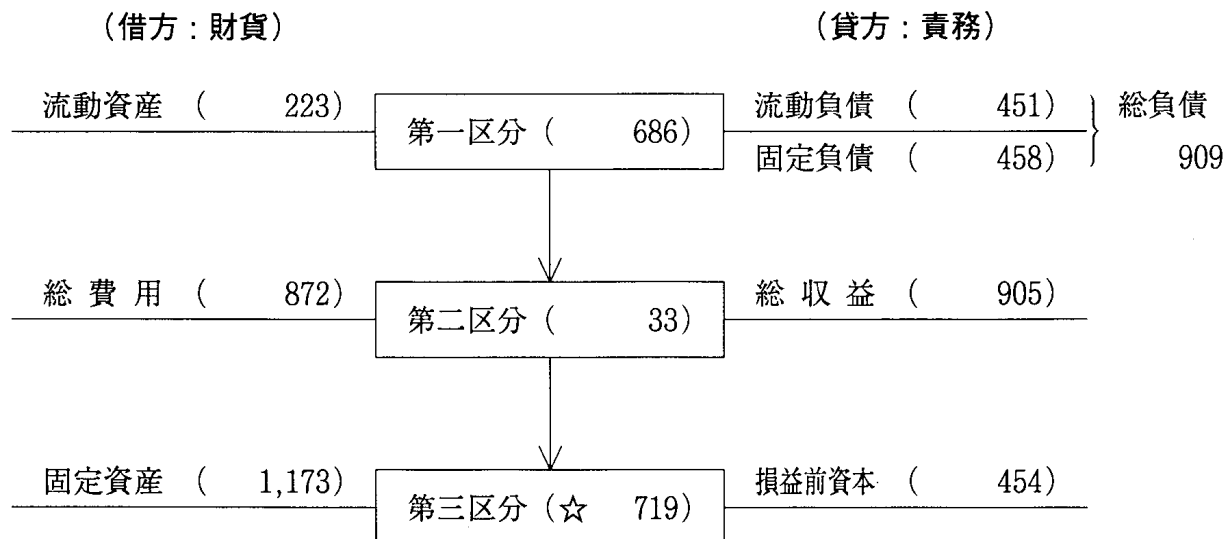 (借方:財貨) (貸方:責務)
流動資産 ( 223) 第一区分 ( 686) 流動負債 ( 451) 総負債
固定負債 ( 458) 909
総費用 ( 872) 第二区分 ( 33) 総収益 ( 905)
固定資産 ( 1,173) 第三区分 (☆ 719) 損益前資本 ( 454)